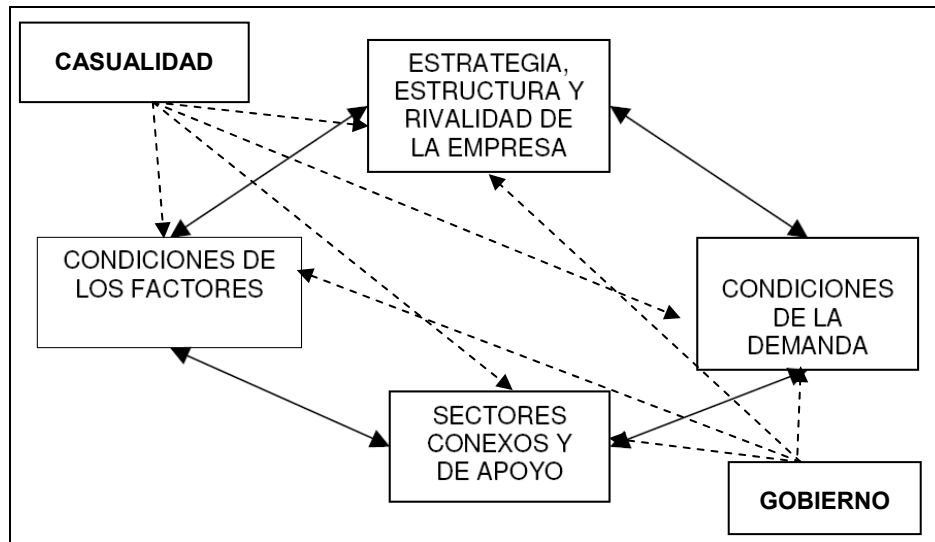 CASUALIDAD
ESTRATEGIA,
ESTRUCTURA Y
RIVALIDAD DE
LA EMPRESA
CONDICIONES DE
LOS FACTORES
CONDICIONES
DE LA
DEMANDA
SECTORES
CONEXOS Y
DE APOYO
GOBIERNO